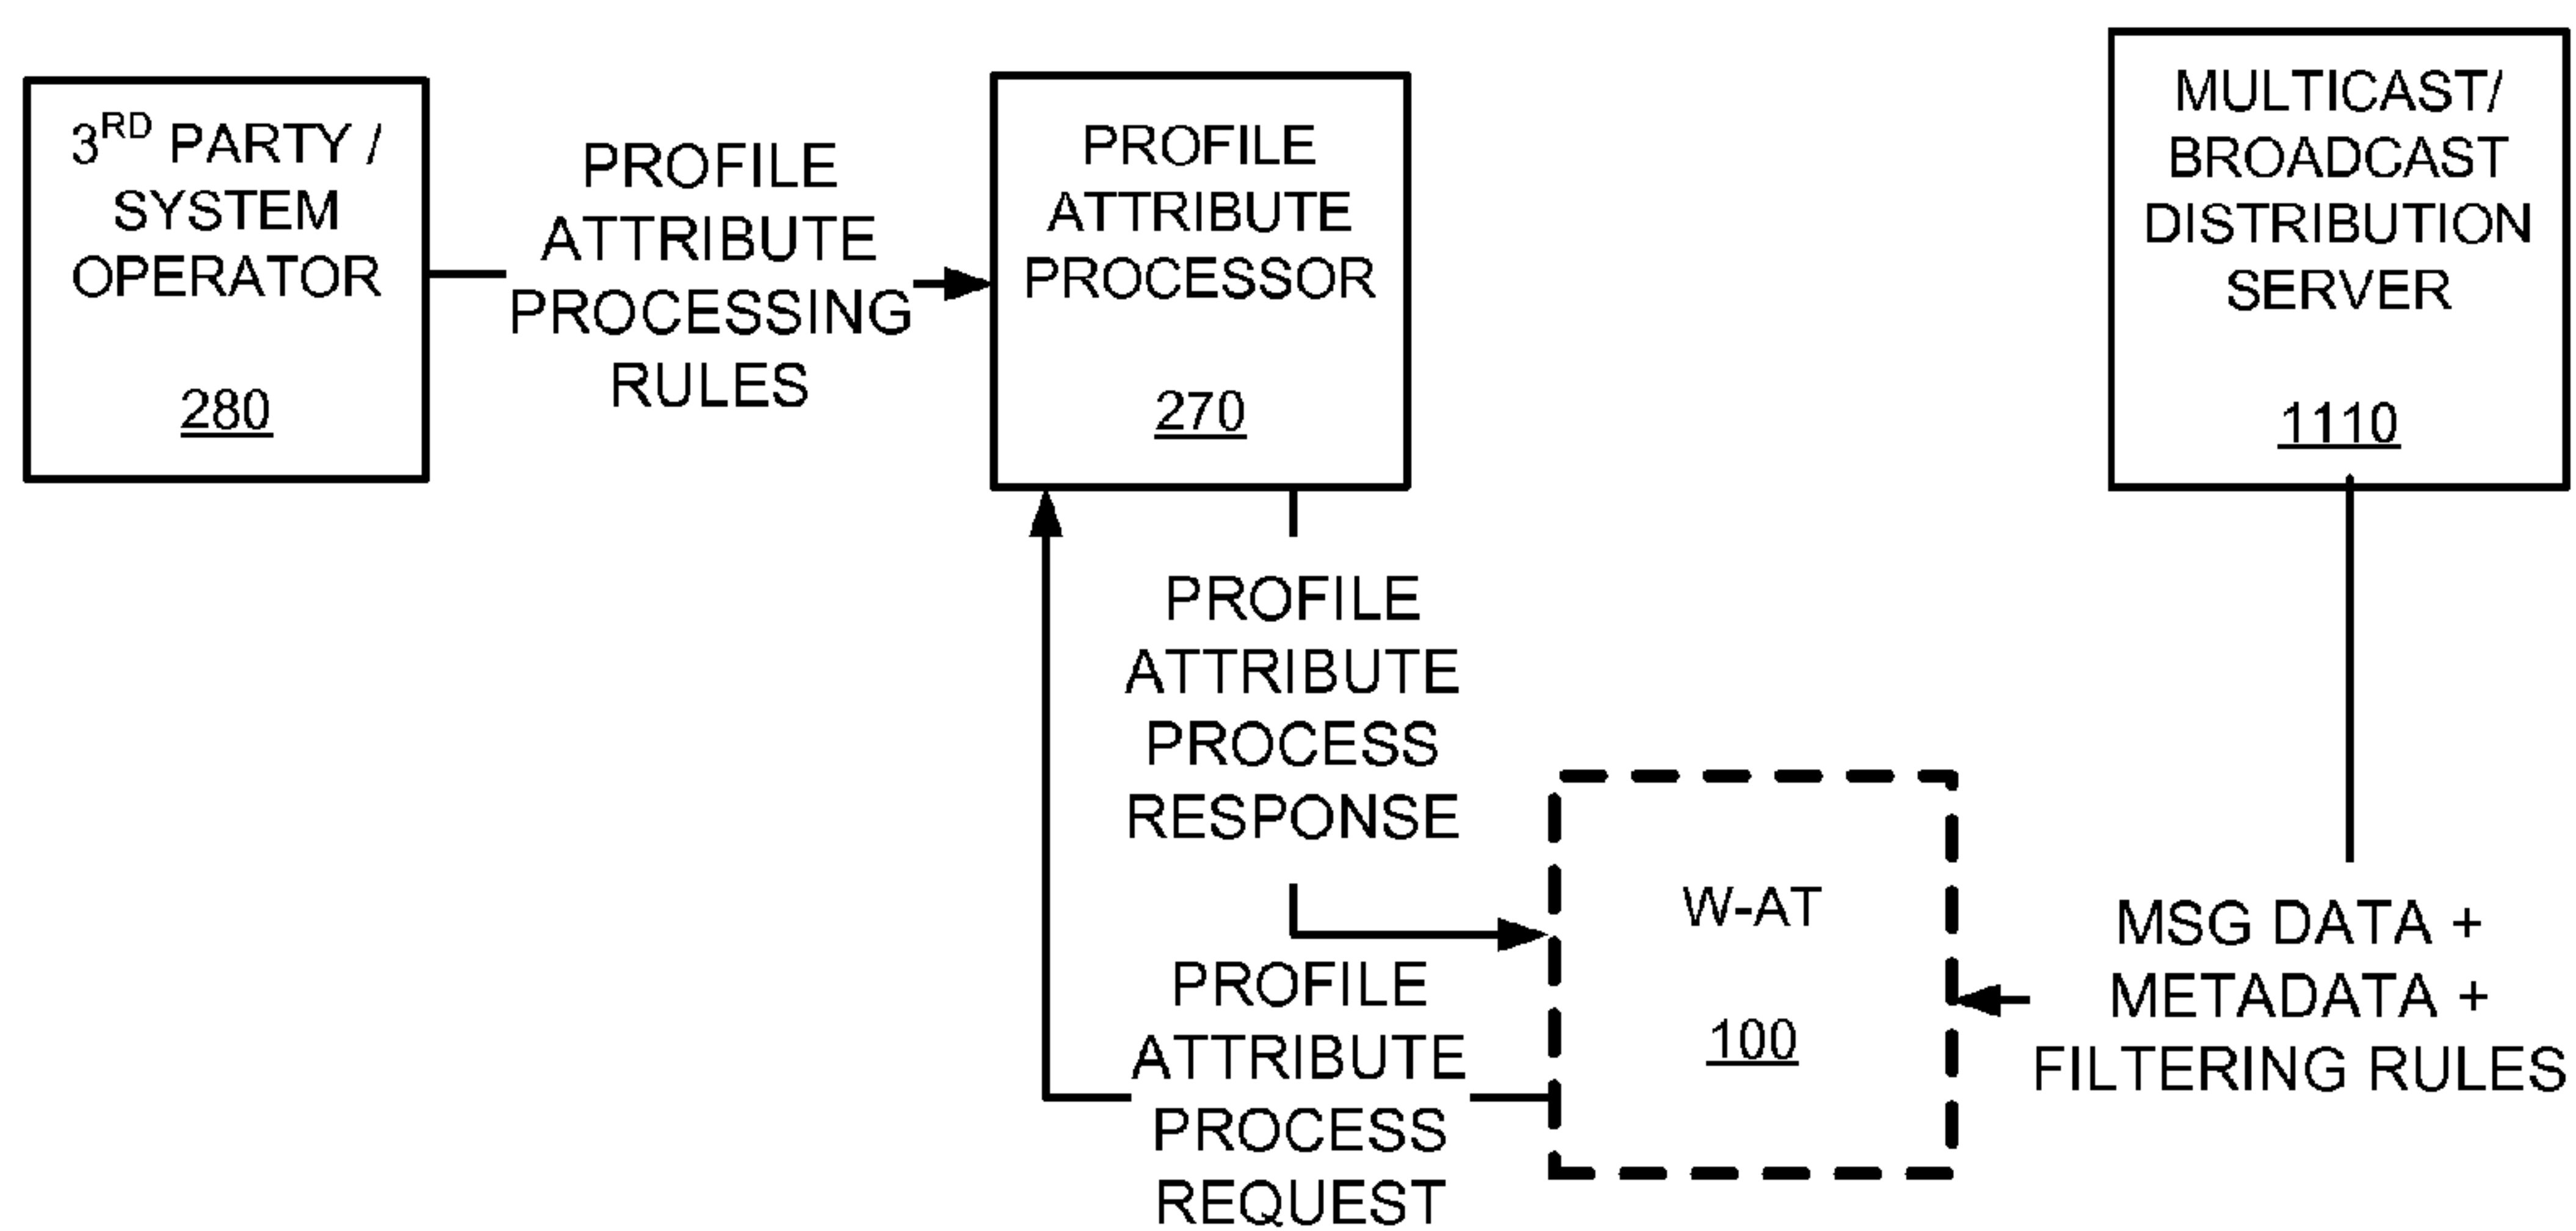 3RD PARTY /
SYSTEM
OPERATOR
280
PROFILE
ATTRIBUTE
PROCESSING
RULES
PROFILE
ATTRIBUTE
PROCESSOR
270
MULTICAST/
BROADCAST
DISTRIBUTION
SERVER
1110
PROFILE
ATTRIBUTE
PROCESS
RESPONSE
PROFILE
ATTRIBUTE
PROCESS
REQUEST
W-AT
100
MSG DATA +
METADATA +
FILTERING RULES